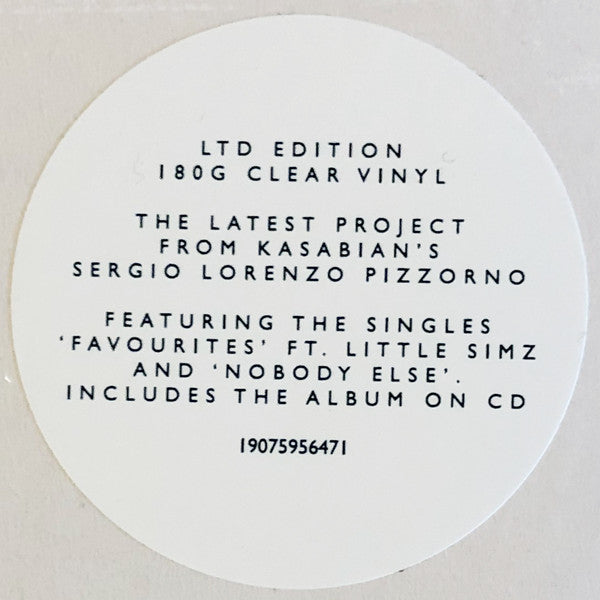 LTD EDITION
180G CLEAR VINYL
THE LATEST PROJECT
FROM KASABIAN'S
SERGIO LORENZO PIZZORNO
FEATURING THE SINGLES
'FAVOURITES' FT. LITTLE SIMZ
AND 'NOBODY ELSE'.
INCLUDES THE ALBUM ON CD
19075956471